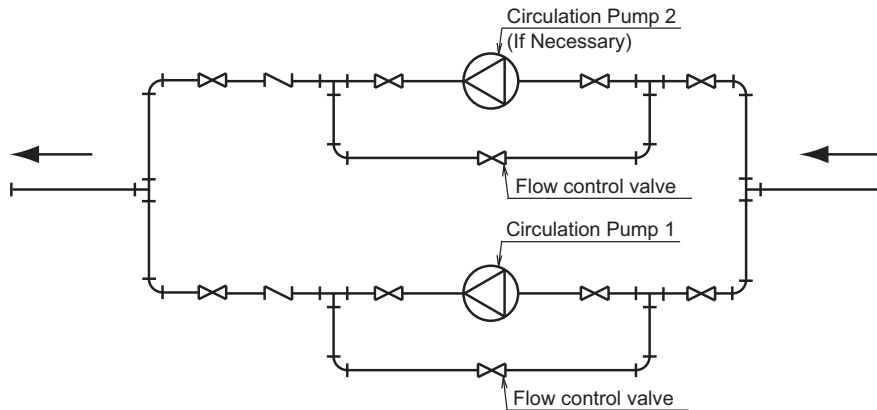 Circulation Pump 2
(If Necessary)
Flow control valve
Circulation Pump 1
Flow control valve